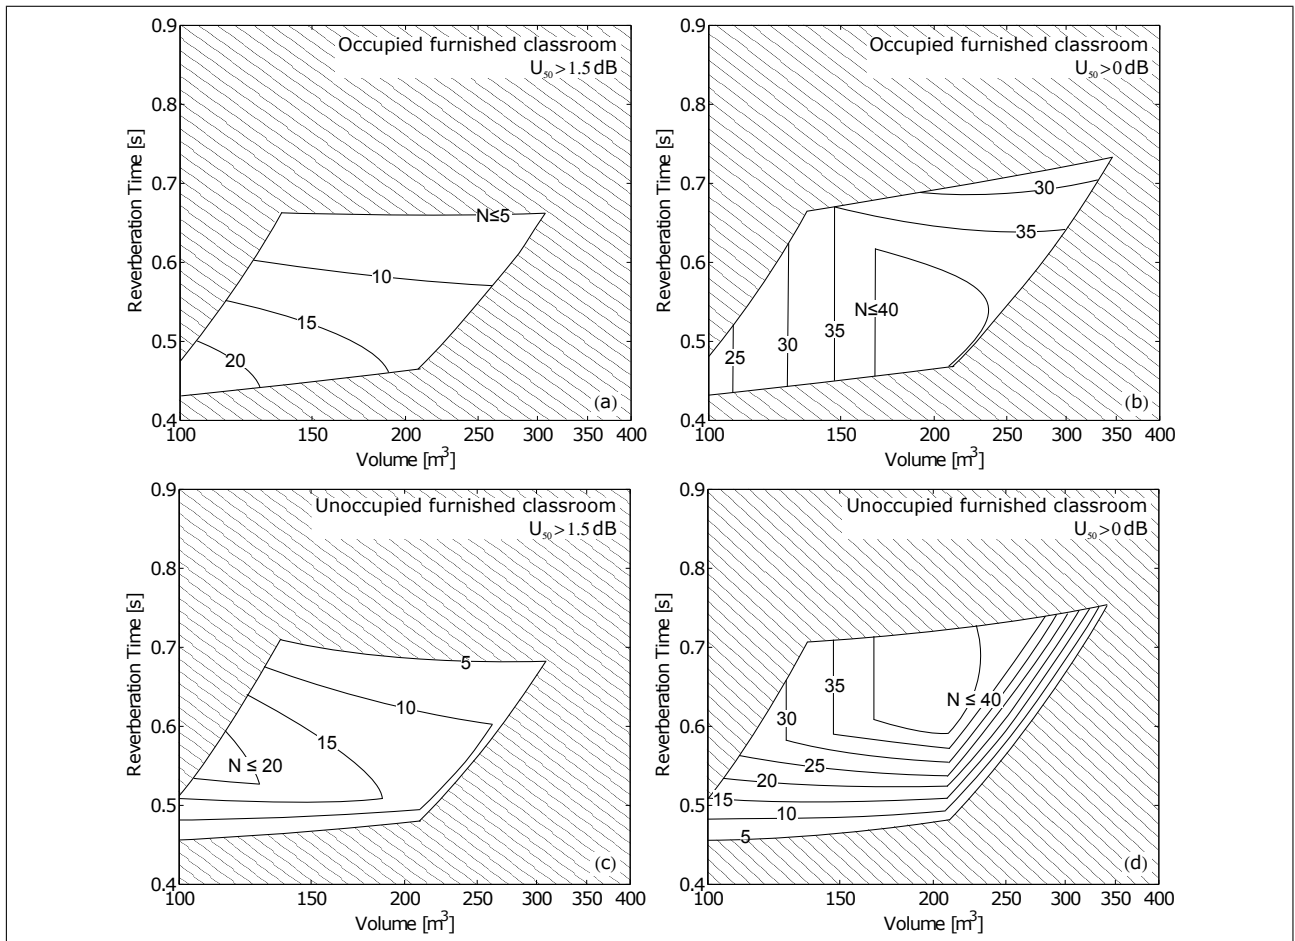 Occupied furnished classroom
U50>1.5 dB
0.9
0.8
0.7
0.6
0.5
0.4
Reverberation Time [s]
N≤5
10
15
20
(a)
100 150 200 250 300 350 400
Volume [m³]
Occupied furnished classroom
U50>0 dB
0.9
0.8
0.7
0.6
0.5
0.4
Reverberation Time [s]
30
35
N≤40
35
30
25
(b)
100 150 200 250 300 350 400
Volume [m³]
Unoccupied furnished classroom
U50>1.5 dB
0.9
0.8
0.7
0.6
0.5
0.4
Reverberation Time [s]
5
10
15
N ≤ 20
(c)
100 150 200 250 300 350 400
Volume [m³]
Unoccupied furnished classroom
U50>0 dB
0.9
0.8
0.7
0.6
0.5
0.4
Reverberation Time [s]
35
N ≤ 40
30
25
20
15
10
5
(d)
100 150 200 250 300 350 400
Volume [m³]